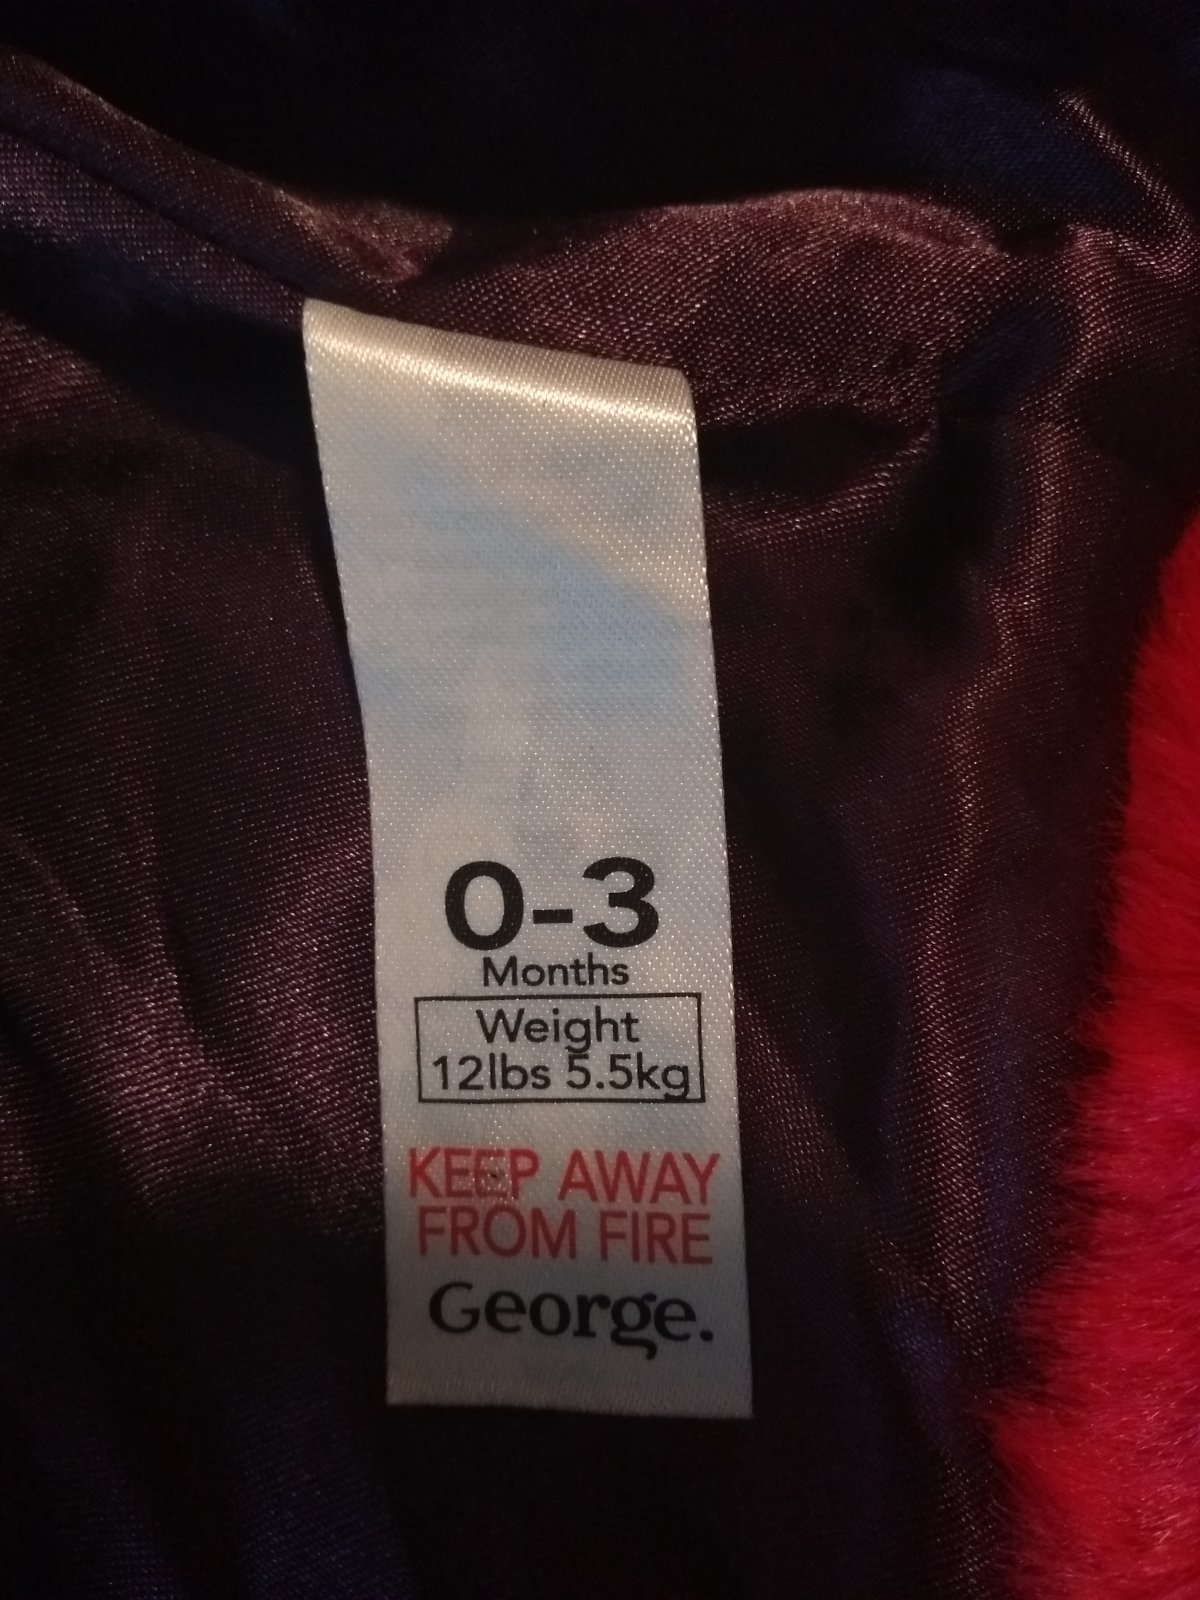 0-3
Months
Weight
12lbs 5.5kg
KEEP AWAY
FROM FIRE
George.